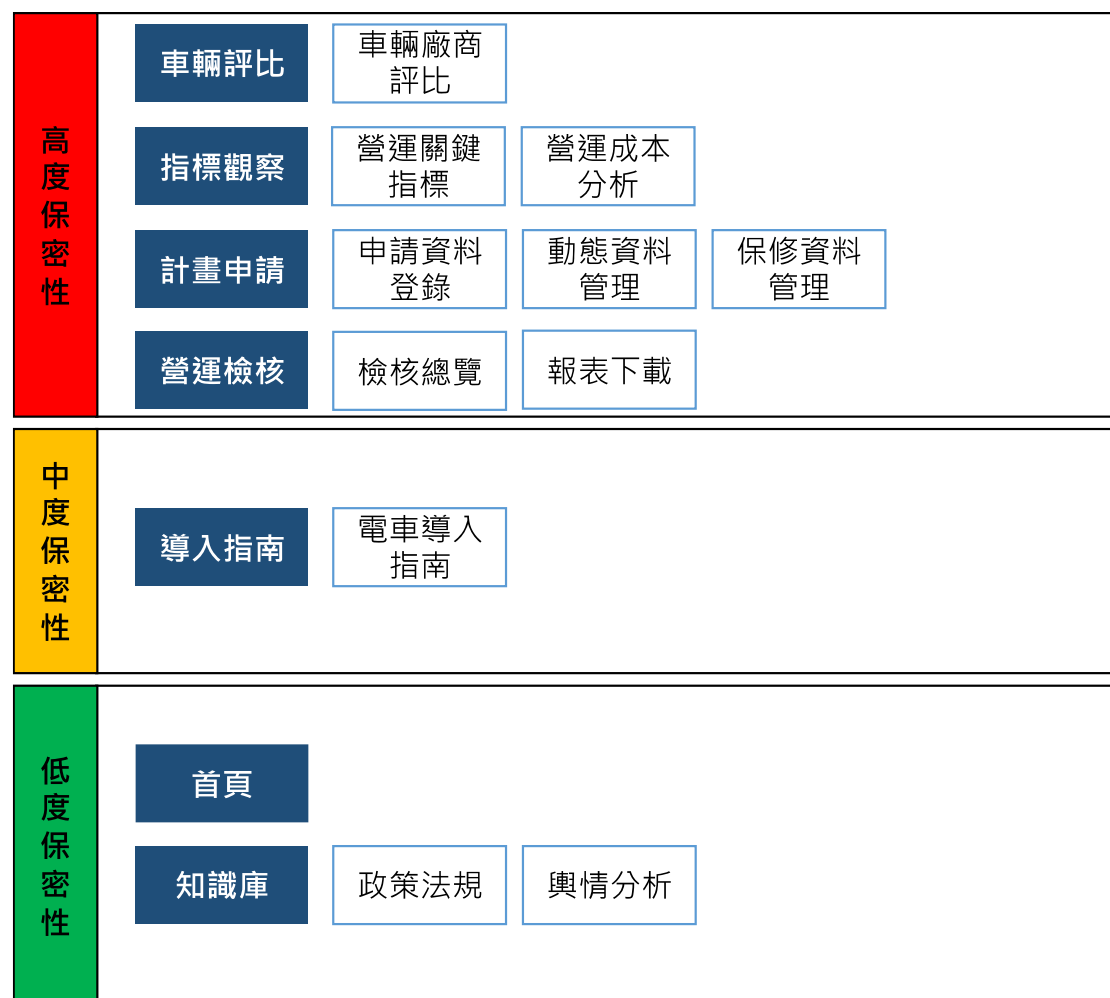 高度保密性
車輛評比
車輛廠商
評比
指標觀察
營運關鍵
指標
營運成本
分析
計畫申請
申請資料
登錄
動態資料
管理
保修資料
管理
營運檢核
檢核總覽
報表下載
中度保密性
導入指南
電車導入
指南
低度保密性
首頁
知識庫
政策法規
輿情分析